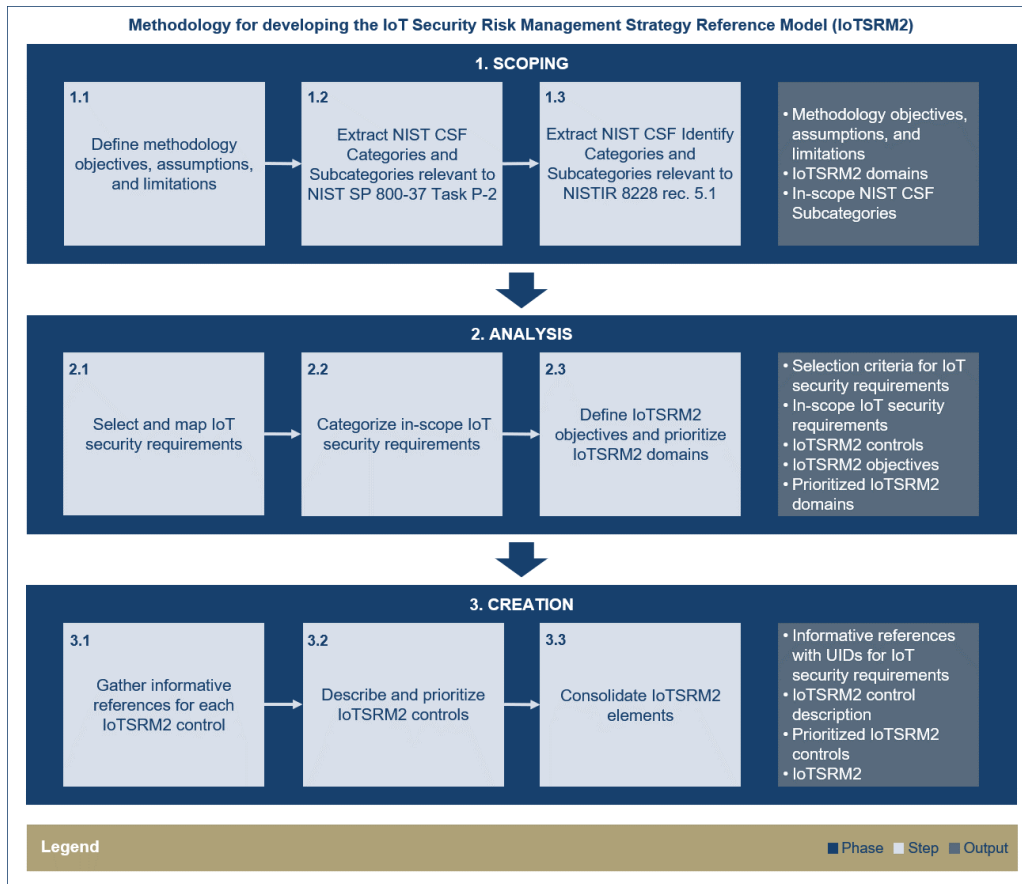 Methodology for developing the IoT Security Risk Management Strategy Reference Model (IoTSRM2)
1. SCOPING
1.1
Define methodology
objectives, assumptions,
and limitations
1.2
Extract NIST CSF
Categories and
Subcategories relevant to
NIST SP 800-37 Task P-2
1.3
Extract NIST CSF Identify
Categories and
Subcategories relevant to
NISTIR 8228 rec. 5.1
• Methodology objectives,
assumptions, and
limitations
• IoTSRM2 domains
• In-scope NIST CSF
Subcategories
2. ANALYSIS
2.1
Select and map IoT
security requirements
2.2
Categorize in-scope IoT
security requirements
2.3
Define IoTSRM2
objectives and prioritize
IoTSRM2 domains
• Selection criteria for IoT
security requirements
• In-scope IoT security
requirements
• IoTSRM2 controls
• IoTSRM2 objectives
• Prioritized IoTSRM2
domains
3. CREATION
3.1
Gather informative
references for each
IoTSRM2 control
3.2
Describe and prioritize
IoTSRM2 controls
3.3
Consolidate IoTSRM2
elements
• Informative references
with UIDs for IoT
security requirements
• IoTSRM2 control
description
• Prioritized IoTSRM2
controls
• IoTSRM2
Legend
Phase Step Output